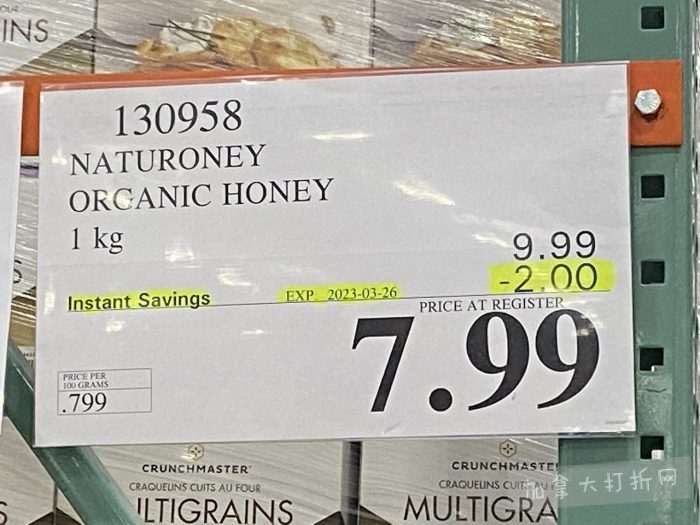 INS
130958
NATURONEY
ORGANIC HONEY
1 kg
9.99
-2.00
Instant Savings
EXP. 2023-03-26
PRICE AT REGISTER
7.99
PRICE PER
100 GRAMS
.799
CRUNCHMASTER
CRAQUELINS CUITS AU FOUR
LTIGRAINS
CRUNCHMASTER
CRAQUELINS CUITS AU F
MULTIGRA
加拿大打折网